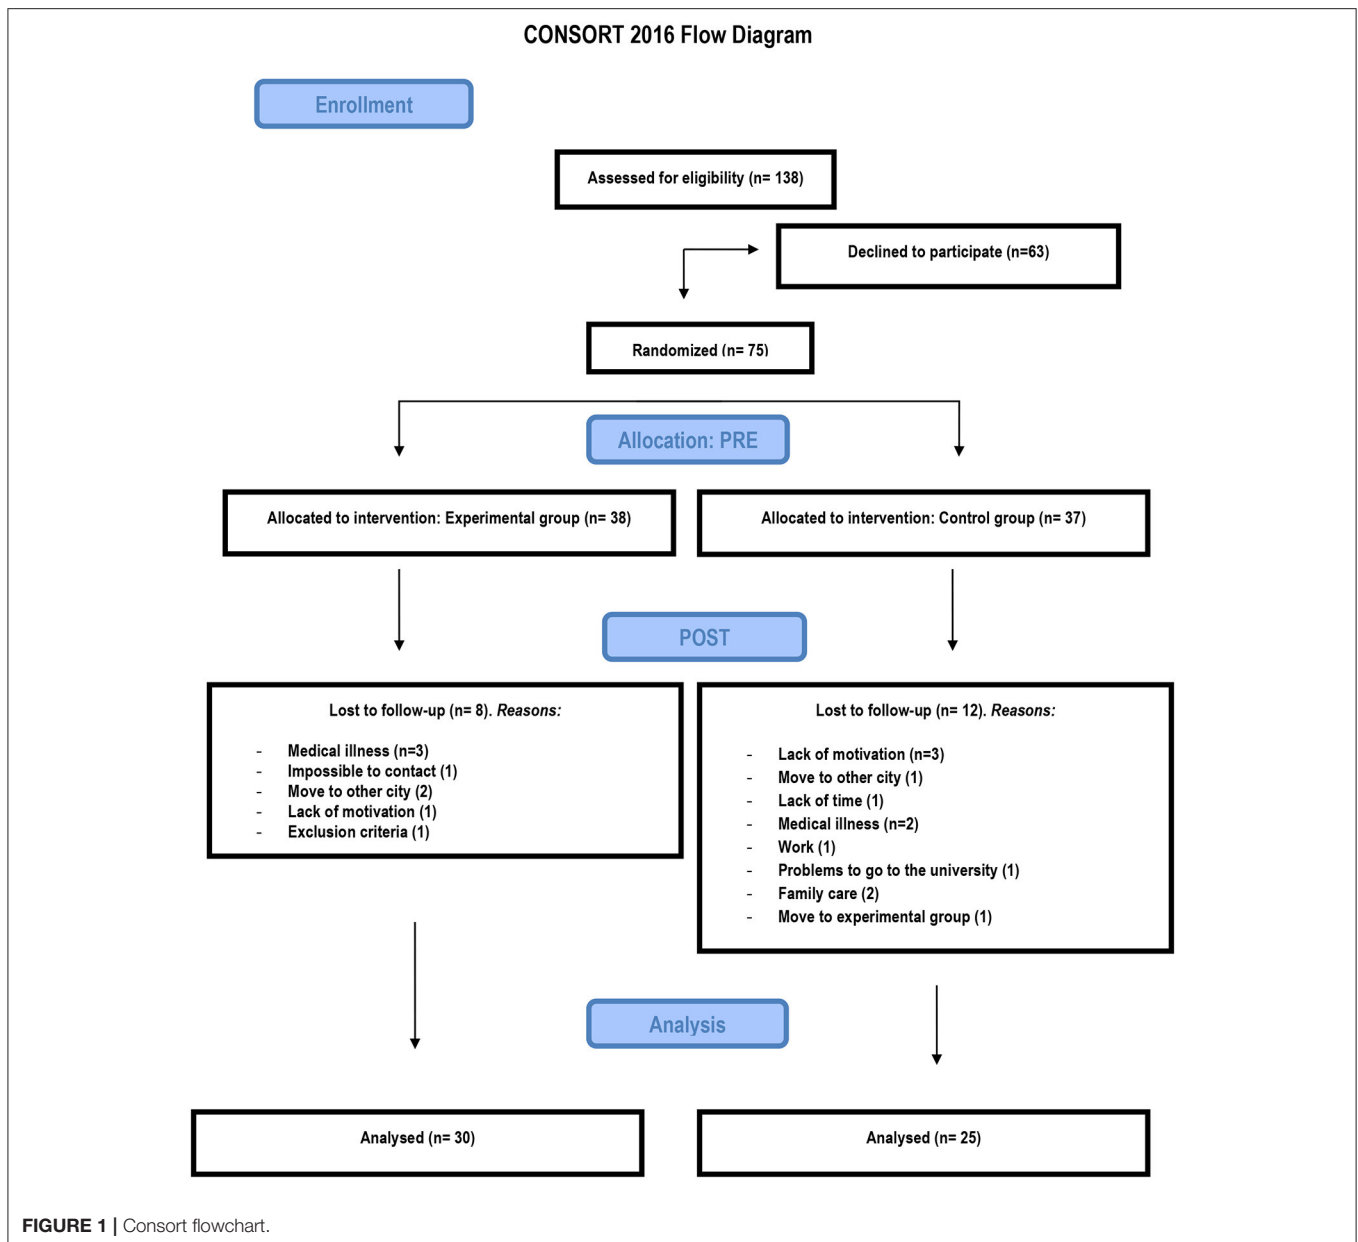 CONSORT 2016 Flow Diagram
Enrollment
Assessed for eligibility (n= 138)
Declined to participate (n=63)
Randomized (n= 75)
Allocation: PRE
Allocated to intervention: Experimental group (n= 38)
Allocated to intervention: Control group (n= 37)
POST
Lost to follow-up (n= 8). Reasons:
- Medical illness (n=3)
- Impossible to contact (1)
- Move to other city (2)
- Lack of motivation (1)
- Exclusion criteria (1)
Lost to follow-up (n= 12). Reasons:
- Lack of motivation (n=3)
- Move to other city (1)
- Lack of time (1)
- Medical illness (n=2)
- Work (1)
- Problems to go to the university (1)
- Family care (2)
- Move to experimental group (1)
Analysis
Analysed (n= 30)
Analysed (n= 25)
FIGURE 1 | Consort flowchart.